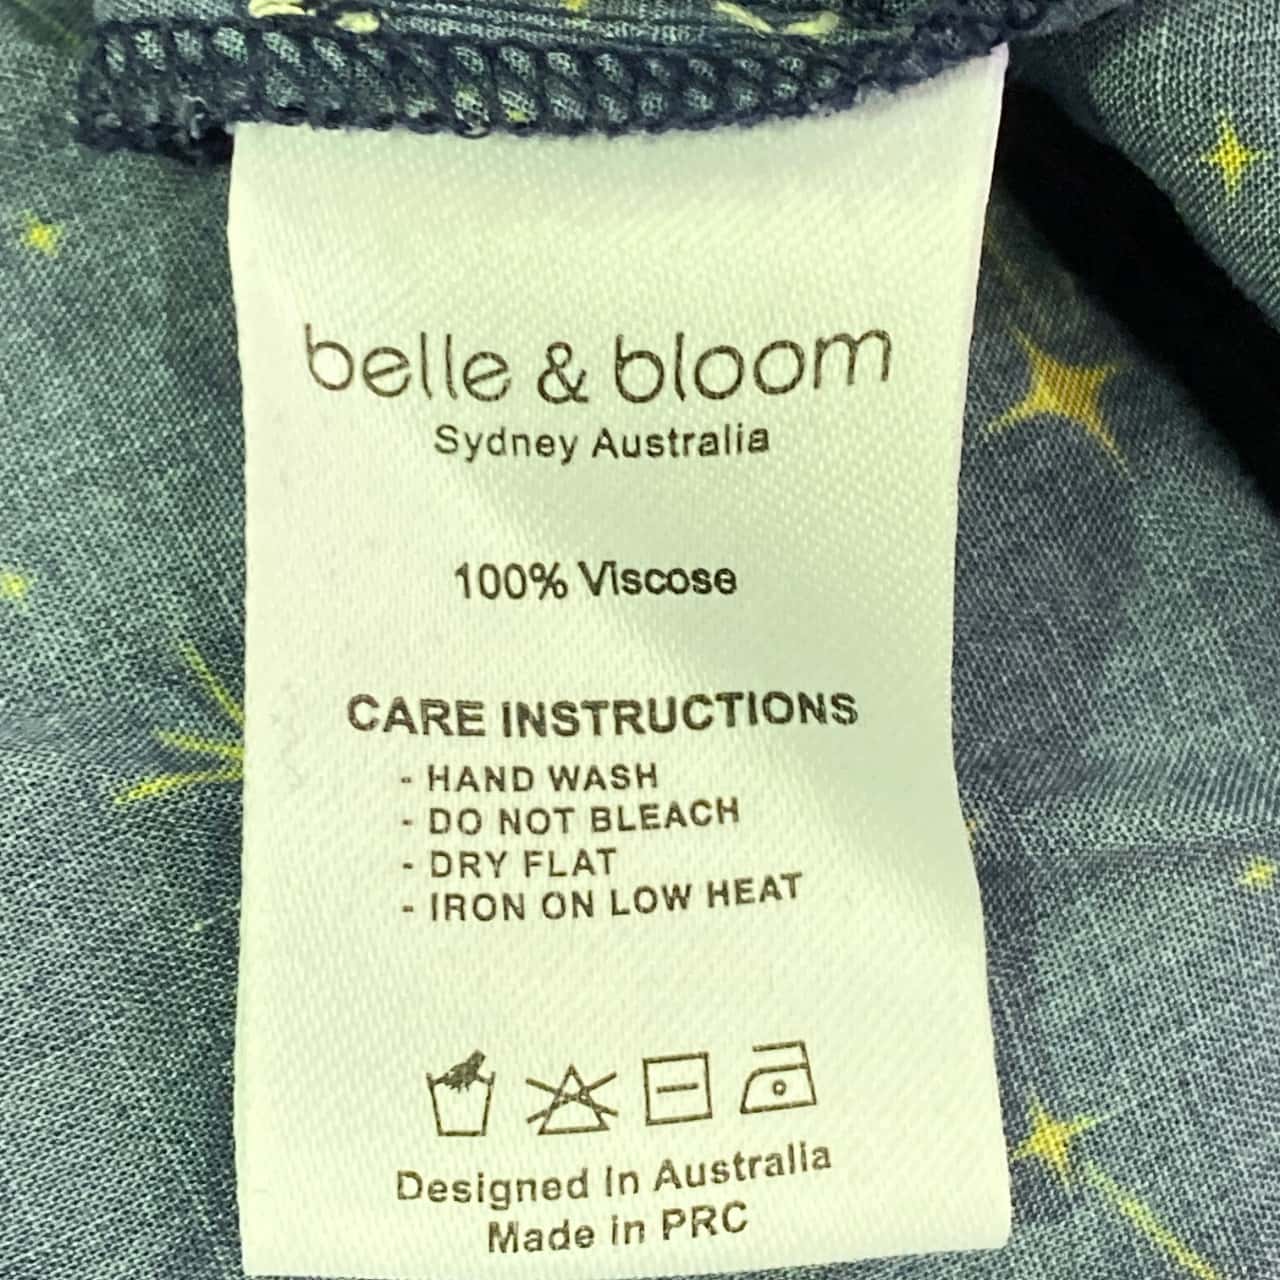 belle & bloom
Sydney Australia
100% Viscose
CARE INSTRUCTIONS
- HAND WASH
- DO NOT BLEACH
- DRY FLAT
- IRON ON LOW HEAT
Designed In Australia
Made in PRC